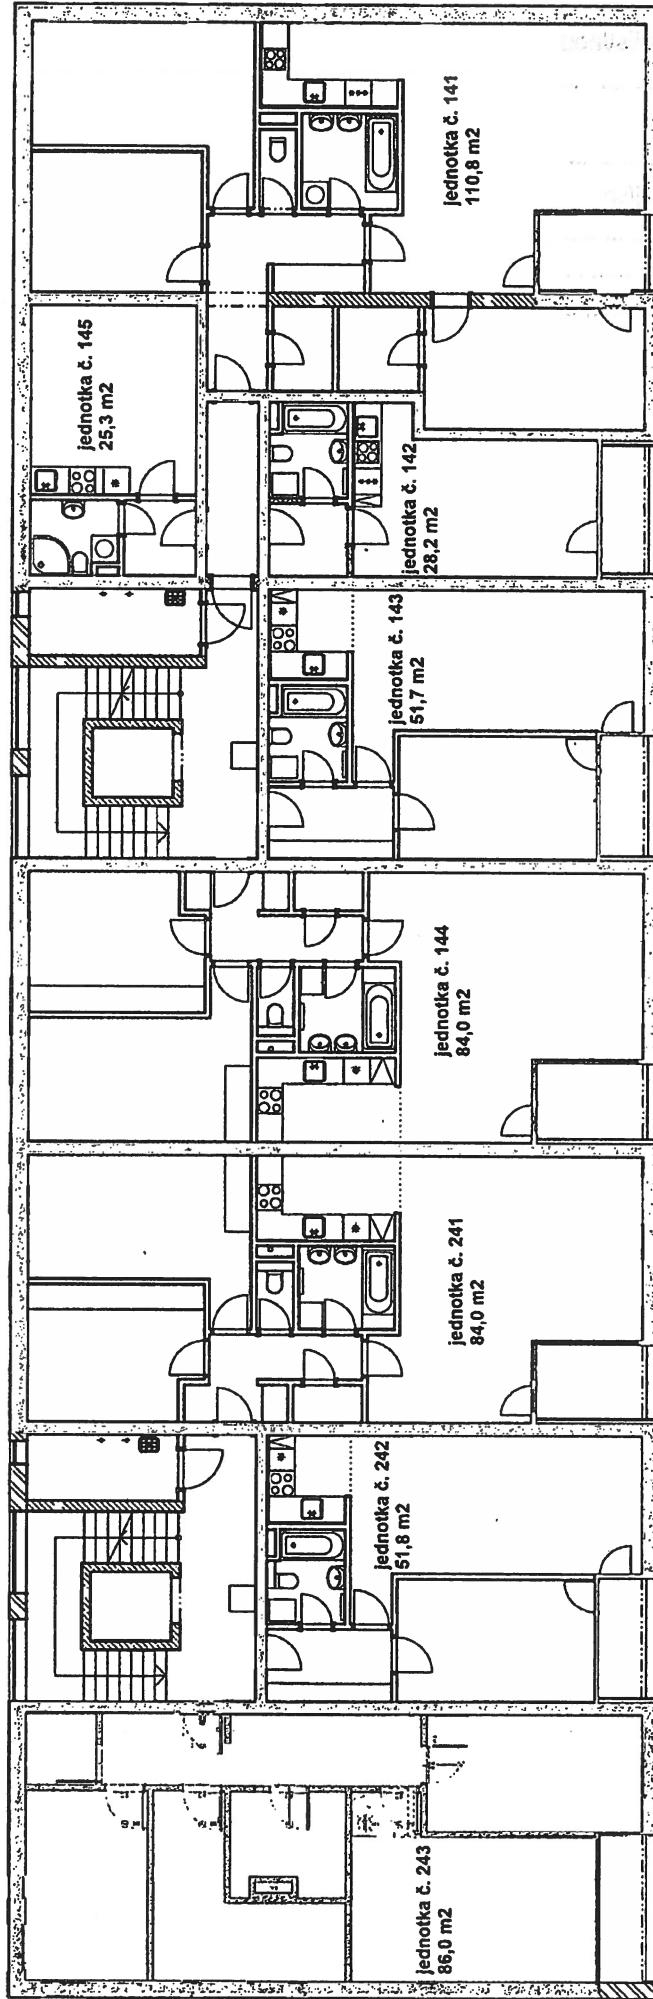 jednotka č. 141
110,8 m2
jednotka č. 145
25,3 m2
jednotka č. 142
28,2 m2
jednotka č. 143
51,7 m2
jednotka č. 144
84,0 m2
jednotka č. 241
84,0 m2
jednotka č. 242
51,8 m2
jednotka č. 243
86,0 m2